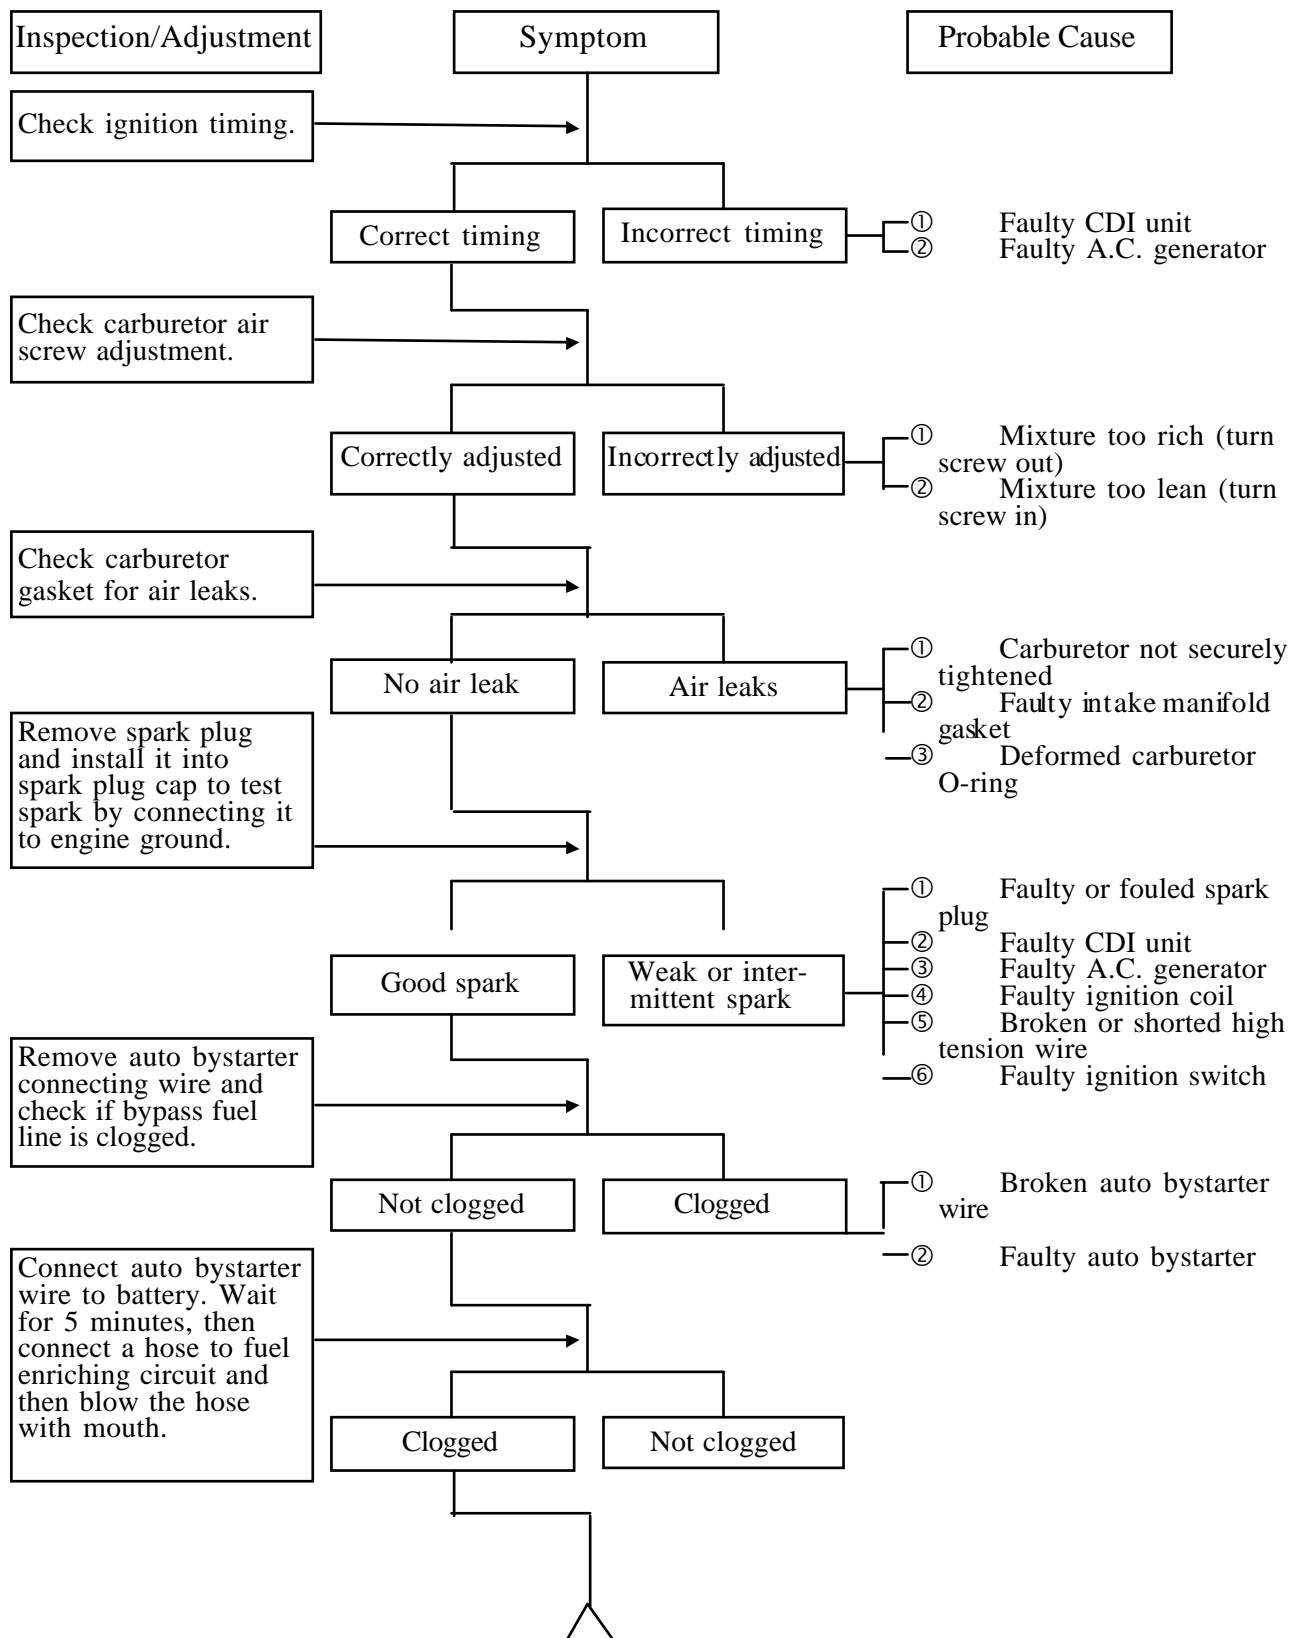 Inspection/Adjustment
Symptom
Probable Cause
Check ignition timing.
Correct timing
Incorrect timing
① Faulty CDI unit
② Faulty A.C. generator
Check carburetor air
screw adjustment.
Correctly adjusted
Incorrectly adjusted
① Mixture too rich (turn
screw out)
② Mixture too lean (turn
screw in)
Check carburetor
gasket for air leaks.
No air leak
Air leaks
① Carburetor not securely
tightened
② Faulty intake manifold
gasket
③ Deformed carburetor
O-ring
Remove spark plug
and install it into
spark plug cap to test
spark by connecting it
to engine ground.
Good spark
Weak or inter-
mittent spark
① Faulty or fouled spark
plug
② Faulty CDI unit
③ Faulty A.C. generator
④ Faulty ignition coil
⑤ Broken or shorted high
tension wire
⑥ Faulty ignition switch
Remove auto bystarter
connecting wire and
check if bypass fuel
line is clogged.
Not clogged
Clogged
① Broken auto bystarter
wire
② Faulty auto bystarter
Connect auto bystarter
wire to battery. Wait
for 5 minutes, then
connect a hose to fuel
enriching circuit and
then blow the hose
with mouth.
Clogged
Not clogged